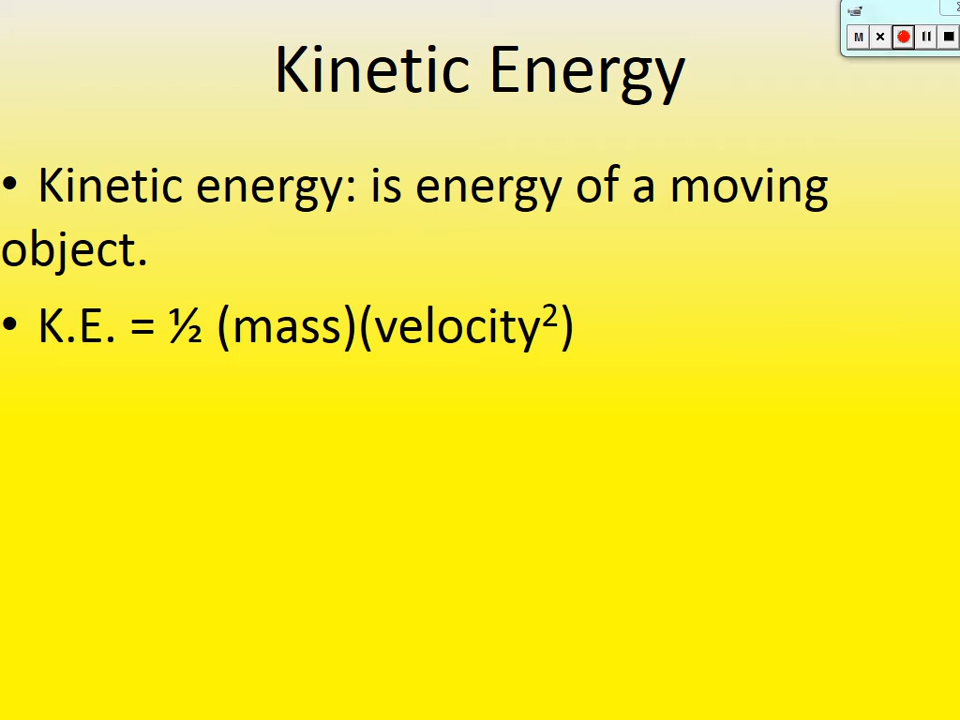 M
Kinetic Energy
• Kinetic energy: is energy of a moving
object.
• K.E. = ½ (mass)(velocity²)